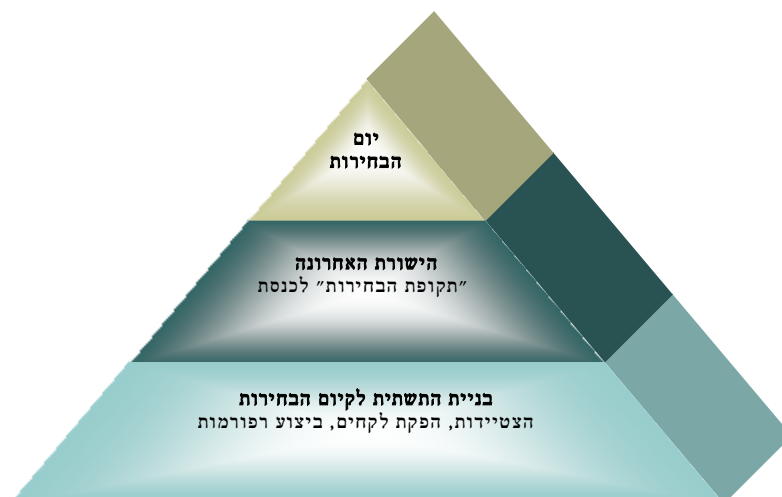 יום
הבחירות
הישורת האחרונה
"תקופת הבחירות" לכנסת
בניית התשתית לקיום הבחירות
הצטיידות, הפקת לקחים, ביצוע רפורמות